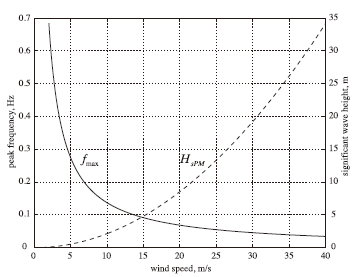 0.7
0.6
0.5
0.4
0.3
0.2
0.1
0
peak frequency, Hz
35
30
25
20
15
10
5
0
significant wave height, m
fmax
HsPM
0 5 10 15 20 25 30 35 40
wind speed, m/s